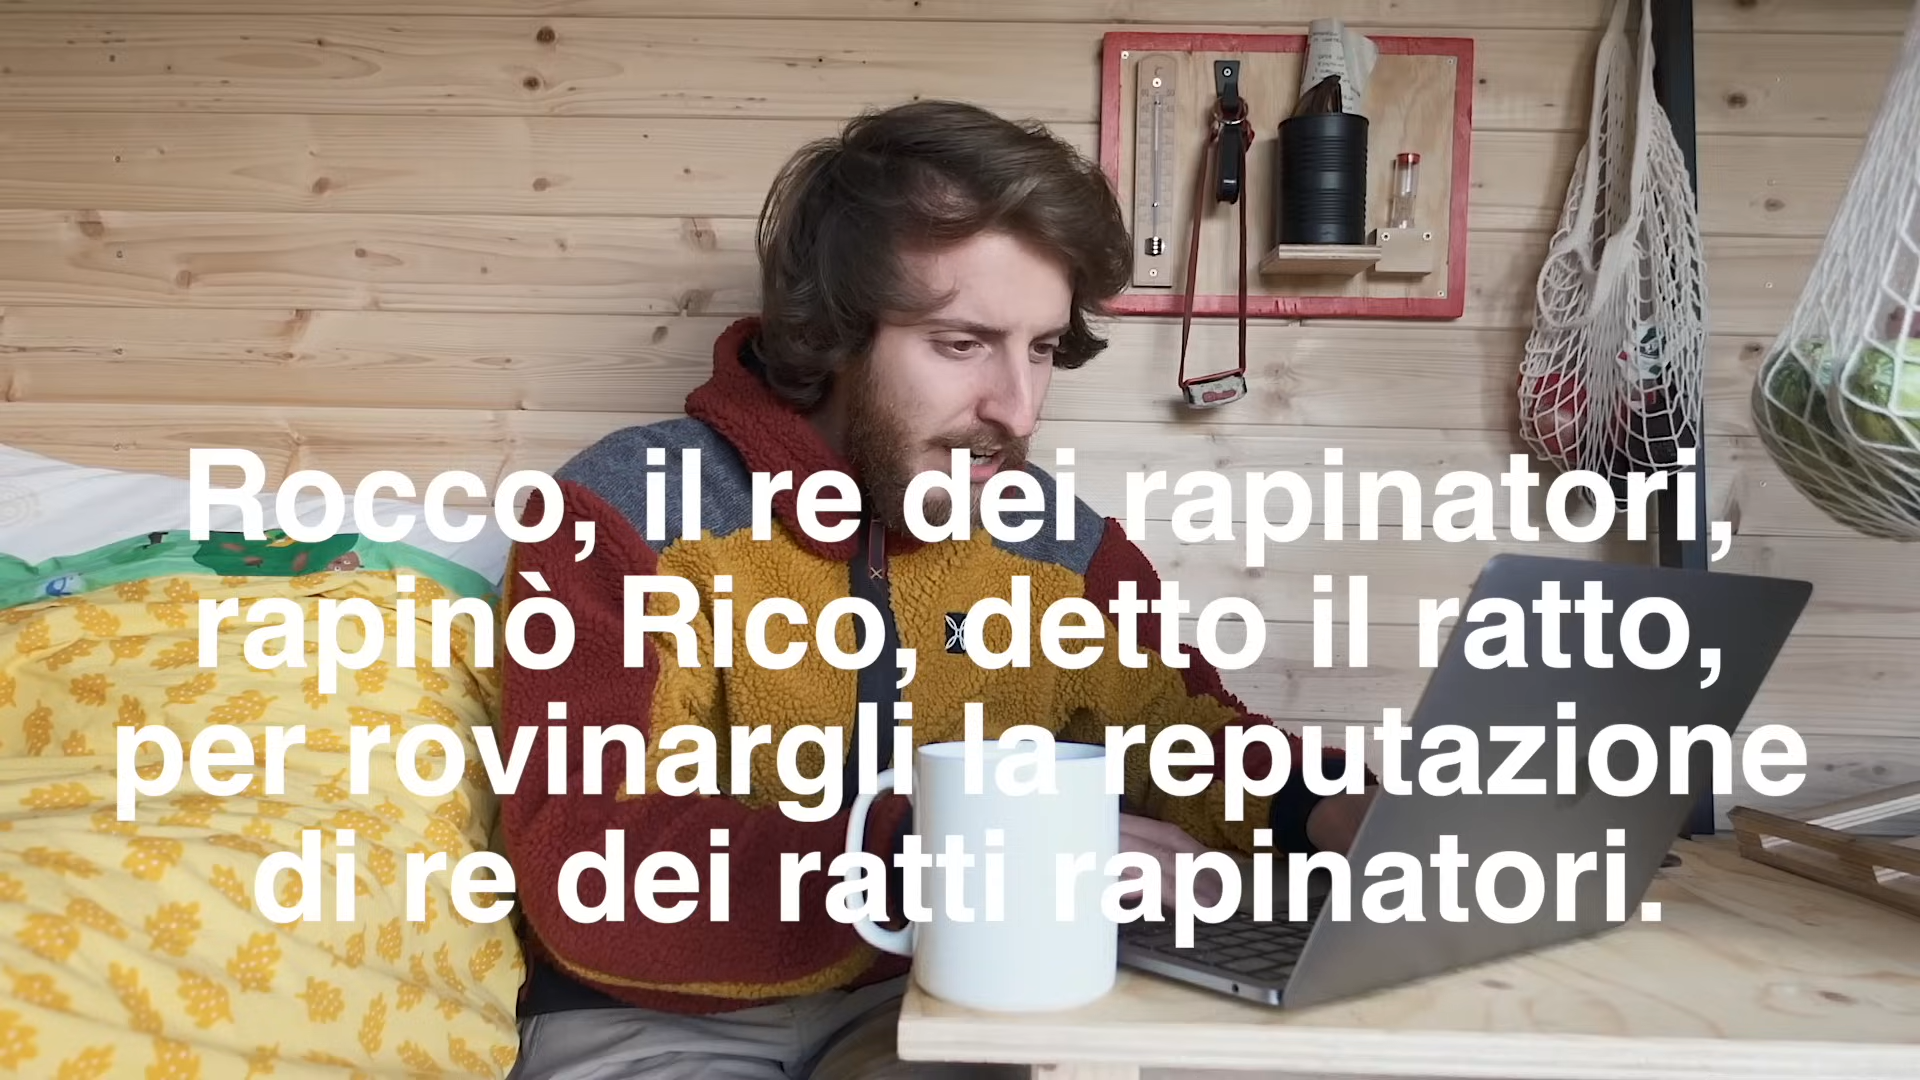 Rocco, il re dei rapinatori,
rapinò Rico, detto il ratto,
per rovinargli la reputazione
di re dei ratti rapinatori.